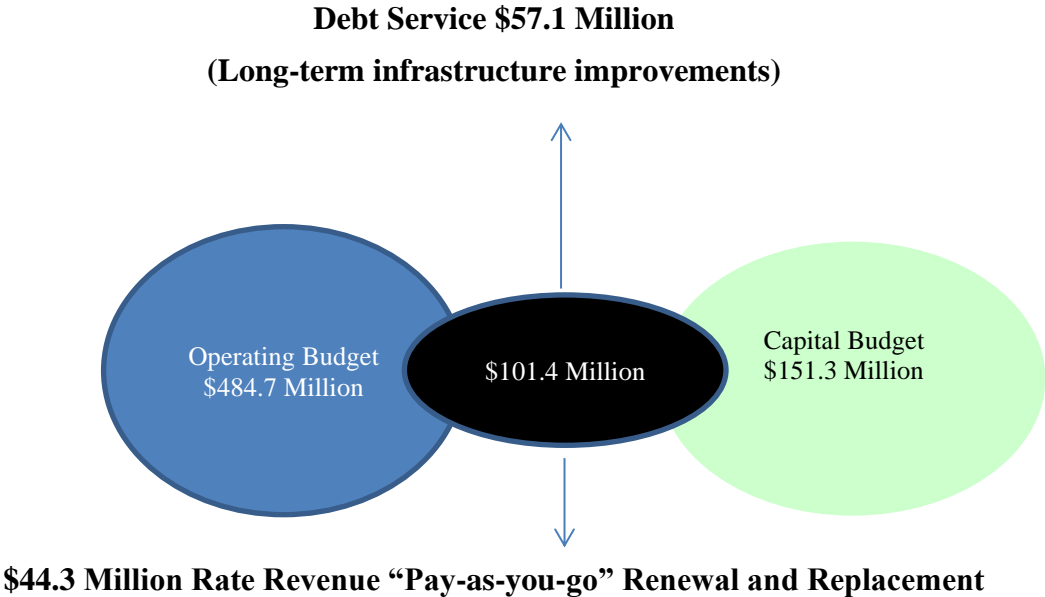 Debt Service $57.1 Million
(Long-term infrastructure improvements)
Operating Budget
$484.7 Million
$101.4 Million
Capital Budget
$151.3 Million
$44.3 Million Rate Revenue “Pay-as-you-go” Renewal and Replacement